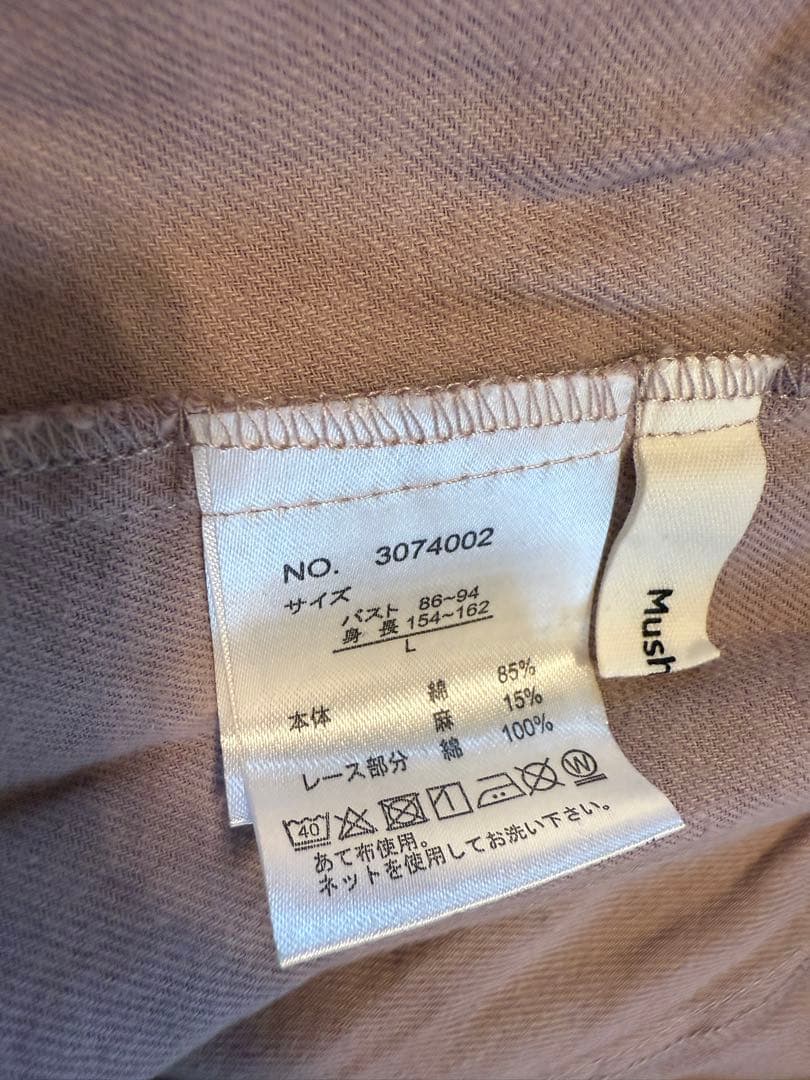 NO. 3074002
サイズ
バスト 86~94
身 長 154~162
L
本体 綿 85%
麻 15%
レース部分 綿 100%
40
W
あて布使用。
ネットを使用してお洗い下さい。
Mush